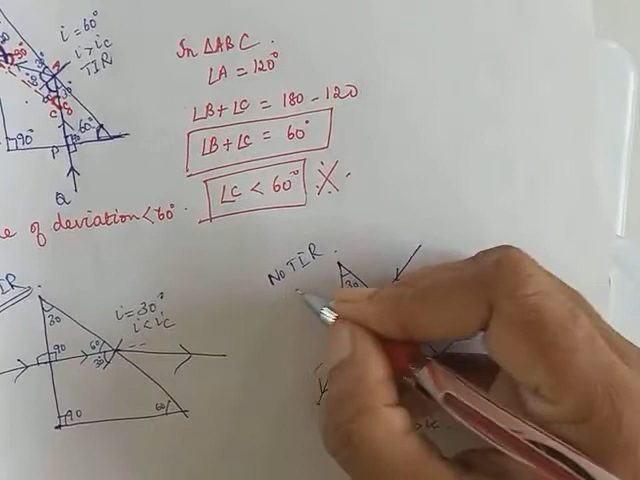 i = 60°
i > ic
TIR
90°
60°
P
Q
In △ABC.
∠A = 120°
∠B + ∠C = 180 - 120
∠B + ∠C = 60°
∠C < 60°
of deviation < 60°.
30
90
60°
30°
90
60
i = 30°
i < ic
NO TIR
30